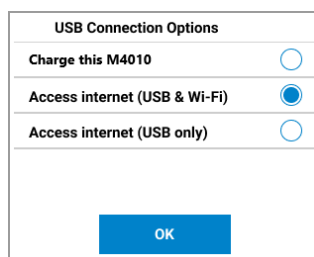 USB Connection Options
Charge this M4010
Access internet (USB & Wi-Fi)
Access internet (USB only)
OK